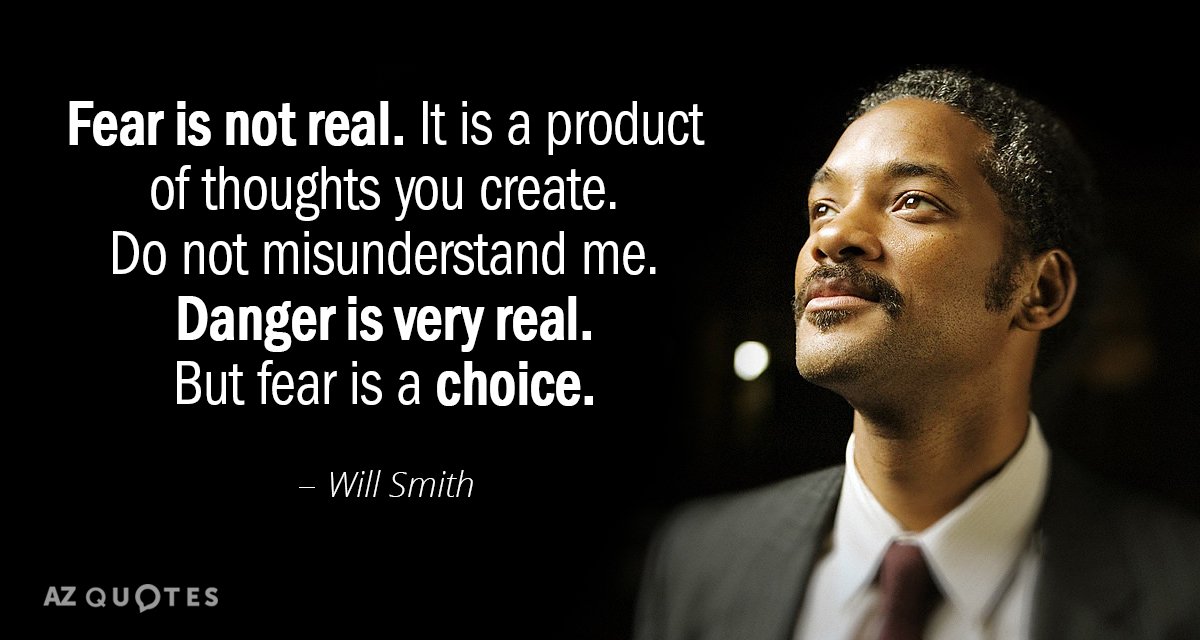 Fear is not real. It is a product
of thoughts you create.
Do not misunderstand me.
Danger is very real.
But fear is a choice.
– Will Smith
AZ QUOTES